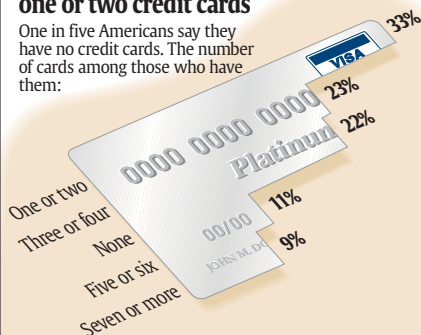 one or two credit cards
One in five Americans say they
have no credit cards. The number
of cards among those who have
them:
33%
VISA
23%
0000 0000 0000
22%
Platinum
One or two
Three or four
11%
None
00/00
Five or six
9%
JOHN M. DO
Seven or more